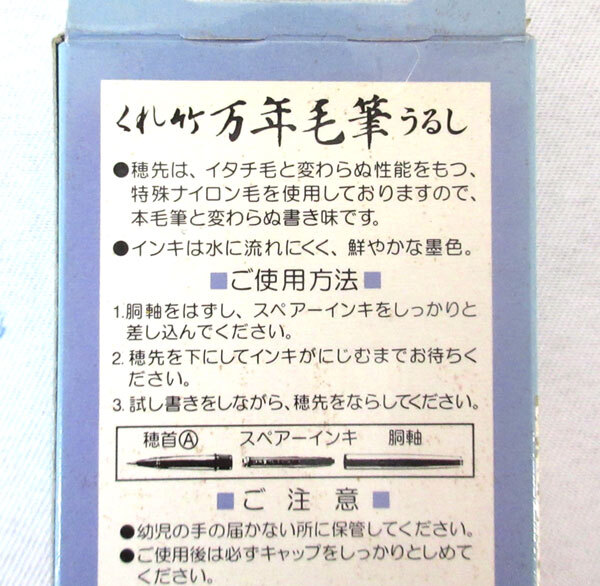 くれ竹万年毛筆うるし
●穂先は、イタチ毛と変わらぬ性能をもつ、
特殊ナイロン毛を使用しておりますので、
本毛筆と変わらぬ書き味です。
●インキは水に流れにくく、鮮やかな墨色。
■ご使用方法■
1.胴軸をはずし、スペアーインキをしっかりと
差し込んでください。
2.穂先を下にしてインキがにじむまでお待ちく
ださい。
3.試し書きをしながら、穂先をならしてください。
穂首Ⓐ スペアーインキ 胴軸
■ご注意■
●幼児の手の届かない所に保管してください。
●ご使用後は必ずキャップをしっかりとしめて
ください。